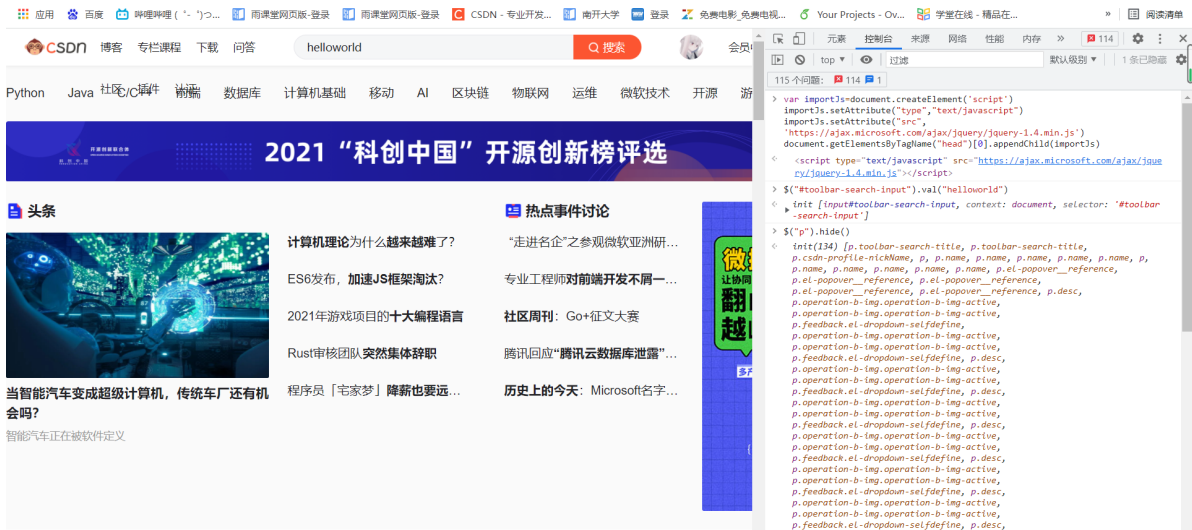 应用 百度 哔哩哔哩 (゜-゜)つ... 雨课堂网页版-登录 雨课堂网页版-登录 CSDN - 专业开发... 南开大学 登录 免费电影_免费电视... Your Projects - Ov... 学堂在线 - 精品在... » 阅读清单
CSDN 博客 专栏课程 下载 问答 helloworld 搜索
社区 插件 认证
Python Java C/C++ 前端 数据库 计算机基础 移动 AI 区块链 物联网 运维 微软技术 开源
开源创新联合体
2021 “科创中国” 开源创新榜评选
头条
当智能汽车变成超级计算机，传统车厂还有机
会吗？
智能汽车正在被软件定义
计算机理论为什么越来越难了？
ES6发布，加速JS框架淘汰？
2021年游戏项目的十大编程语言
Rust审核团队突然集体辞职
程序员「宅家梦」降薪也要远...
热点事件讨论
“走进名企”之参观微软亚洲研...
专业工程师对前端开发不屑一...
社区周刊：Go+征文大赛
腾讯回应“腾讯云数据库泄露”...
历史上的今天：Microsoft名字...
让协同
翻
越
元素 控制台 来源 网络 性能 内存 » 114
top ▼ 过滤 默认级别 ▼ 1 条已隐藏
115 个问题： 114 1
var importJs=document.createElement('script')
importJs.setAttribute("type","text/javascript")
importJs.setAttribute("src",
'https://ajax.microsoft.com/ajax/jquery/jquery-1.4.min.js')
document.getElementsByTagName("head")[0].appendChild(importJs)
<script type="text/javascript" src="https://ajax.microsoft.com/ajax/jque
ry/jquery-1.4.min.js"></script>
$("#toolbar-search-input").val("helloworld")
init [input#toolbar-search-input, context: document, selector: '#toolbar
-search-input']
$("p").hide()
init(134) [p.toolbar-search-title, p.toolbar-search-title,
p.csdn-profile-nickName, p, p.name, p.name, p.name, p.name, p,
p.name, p.name, p.name, p.name, p.name, p.el-popover__reference,
p.el-popover__reference, p.el-popover__reference,
p.el-popover__reference, p.el-popover__reference, p.desc,
p.operation-b-img.operation-b-img-active,
p.operation-b-img.operation-b-img-active,
p.feedback.el-dropdown-selfdefine,
p.operation-b-img.operation-b-img-active,
p.operation-b-img.operation-b-img-active,
p.feedback.el-dropdown-selfdefine, p.desc,
p.operation-b-img.operation-b-img-active,
p.operation-b-img.operation-b-img-active,
p.feedback.el-dropdown-selfdefine, p.desc,
p.operation-b-img.operation-b-img-active,
p.operation-b-img.operation-b-img-active,
p.feedback.el-dropdown-selfdefine, p.desc,
p.operation-b-img.operation-b-img-active,
p.operation-b-img.operation-b-img-active,
p.feedback.el-dropdown-selfdefine, p.desc,
p.operation-b-img.operation-b-img-active,
p.operation-b-img.operation-b-img-active,
p.feedback.el-dropdown-selfdefine, p.desc,